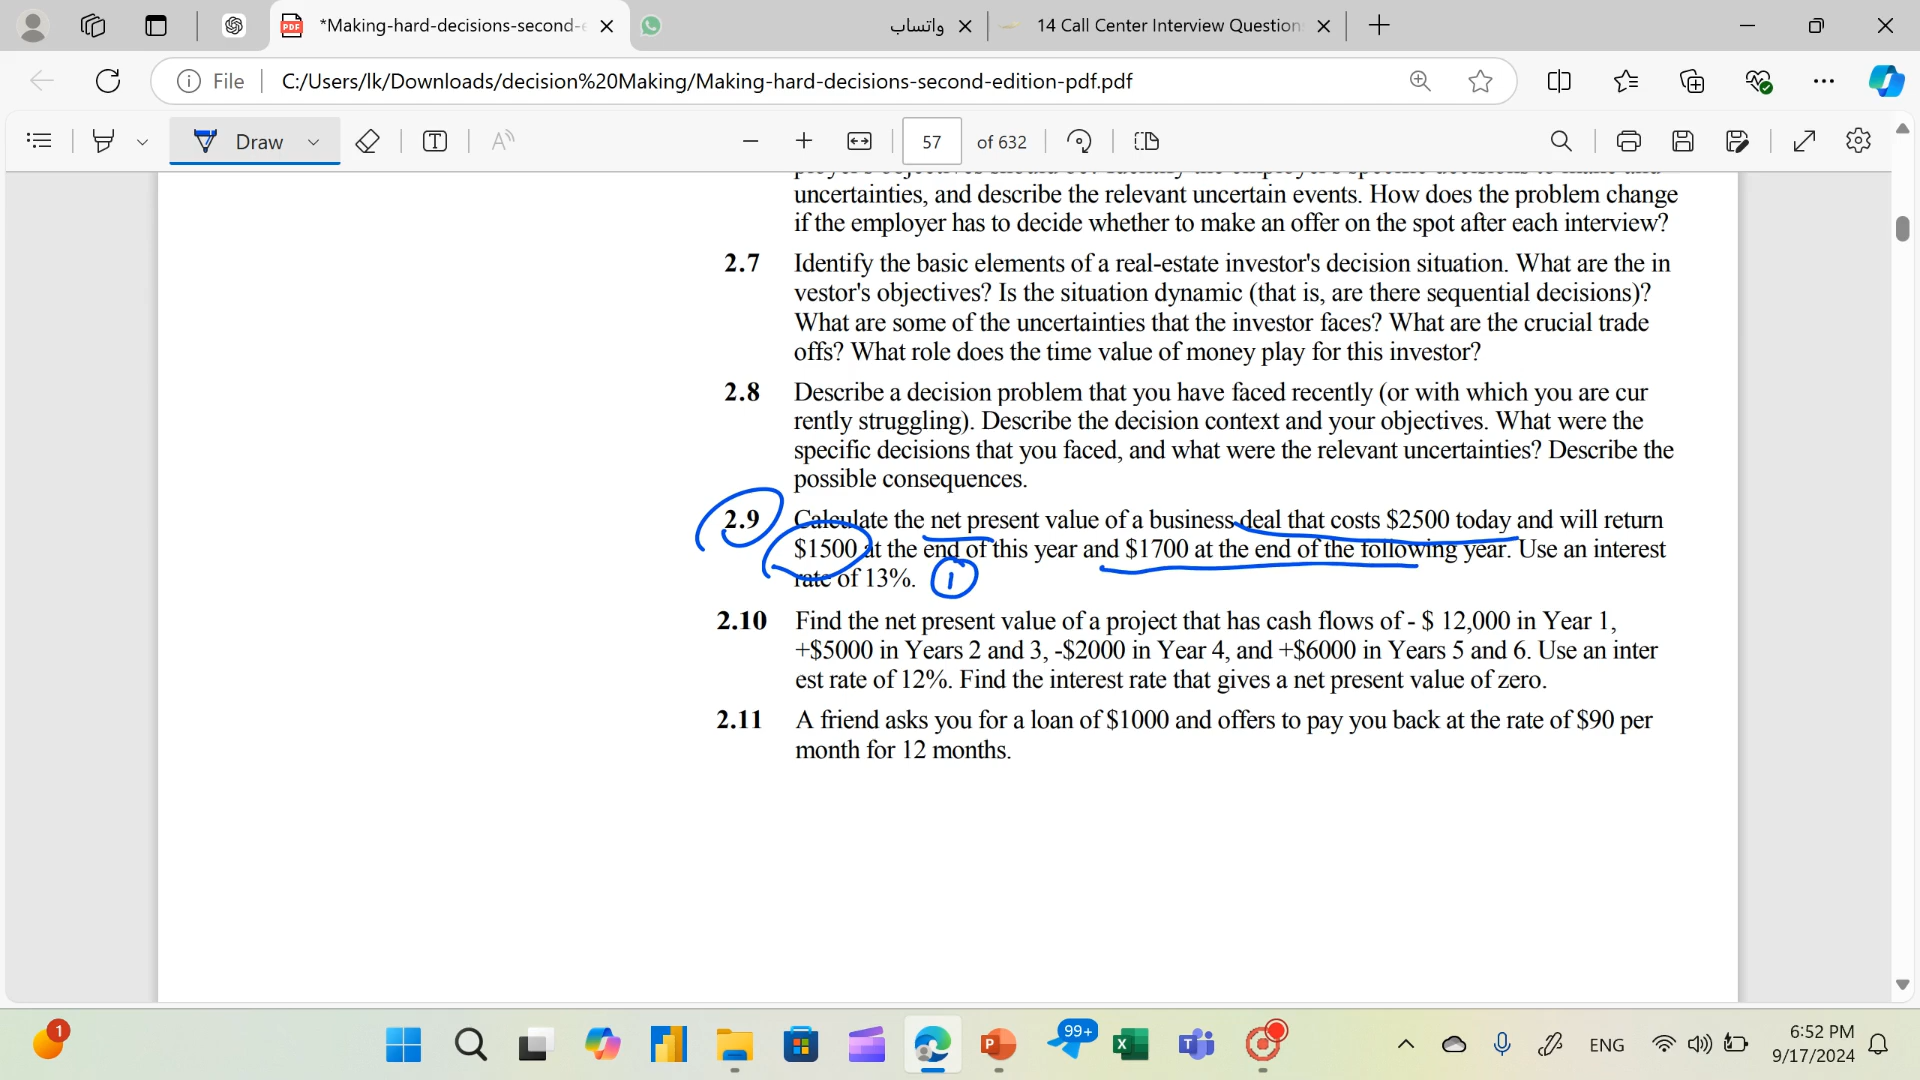 *Making-hard-decisions-second-e
واتساب
14 Call Center Interview Question
File
C:/Users/lk/Downloads/decision%20Making/Making-hard-decisions-second-edition-pdf.pdf
Draw
57
of 632
uncertainties, and describe the relevant uncertain events. How does the problem change
if the employer has to decide whether to make an offer on the spot after each interview?
2.7 Identify the basic elements of a real-estate investor's decision situation. What are the in
vestor's objectives? Is the situation dynamic (that is, are there sequential decisions)?
What are some of the uncertainties that the investor faces? What are the crucial trade
offs? What role does the time value of money play for this investor?
2.8 Describe a decision problem that you have faced recently (or with which you are cur
rently struggling). Describe the decision context and your objectives. What were the
specific decisions that you faced, and what were the relevant uncertainties? Describe the
possible consequences.
2.9 Calculate the net present value of a business deal that costs $2500 today and will return
$1500 at the end of this year and $1700 at the end of the following year. Use an interest
rate of 13%. 1
2.10 Find the net present value of a project that has cash flows of - $ 12,000 in Year 1,
+$5000 in Years 2 and 3, -$2000 in Year 4, and +$6000 in Years 5 and 6. Use an inter
est rate of 12%. Find the interest rate that gives a net present value of zero.
2.11 A friend asks you for a loan of $1000 and offers to pay you back at the rate of $90 per
month for 12 months.
1
99+
ENG
6:52 PM
9/17/2024